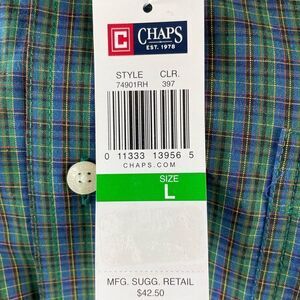 C CHAPS
EST. 1978
STYLE CLR.
74901RH 397
0 11333 13956 5
CHAPS.COM
SIZE
L
MFG. SUGG. RETAIL
$42.50